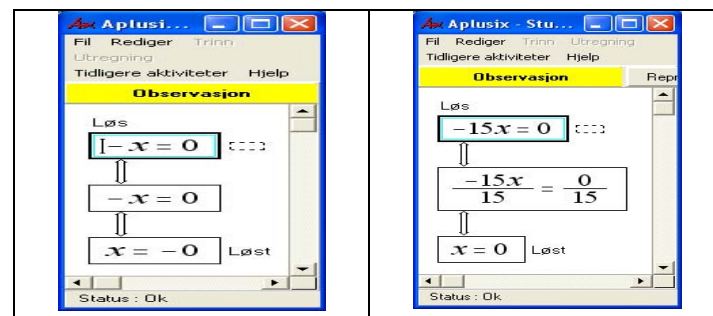 Aplusi...
Fil Rediger Trinn
Utregning
Tidligere aktiviteter Hjelp
Observasjon
Løs
- x = 0
- x = 0
x = - 0 Løst
Status : Ok
Aplusix - Stu...
Fil Rediger Trinn Utregning
Tidligere aktiviteter Hjelp
Observasjon Repr
Løs
-15x = 0
-15x/15 = 0/15
x = 0 Løst
Status : Ok